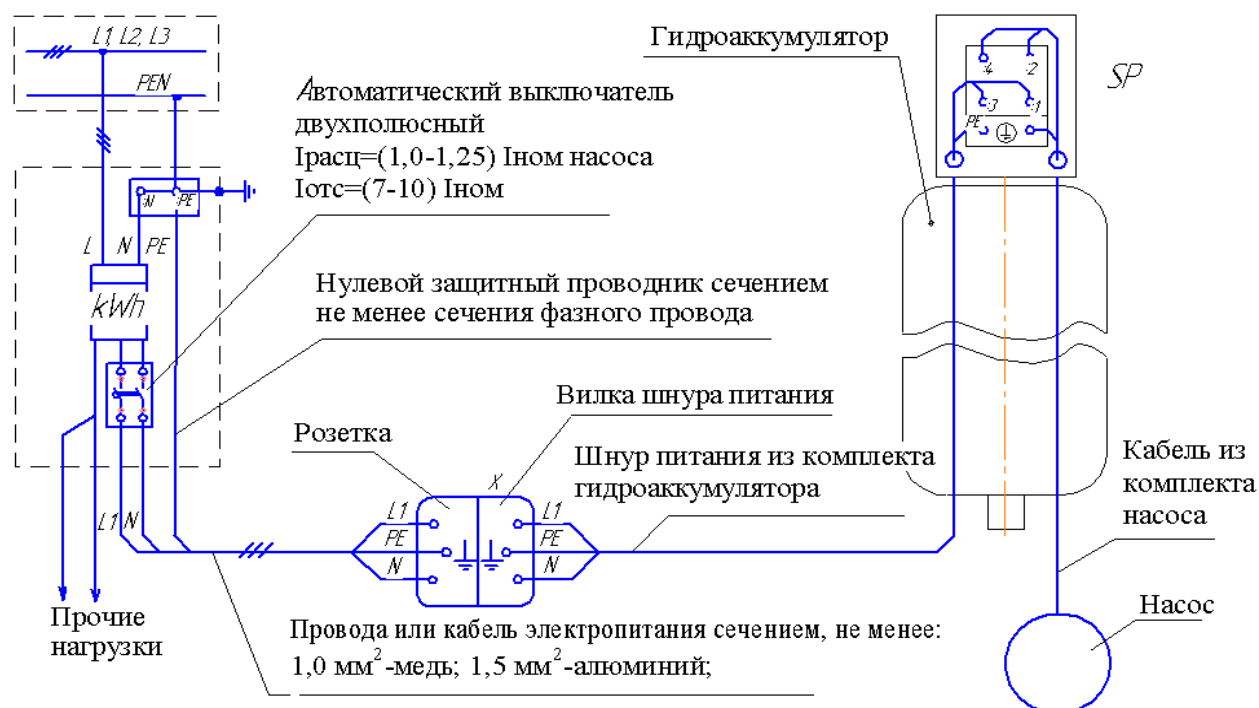 L1, L2, L3
PEN
Автоматический выключатель
двухполюсный
Iрасц=(1,0-1,25) Iном насоса
Iотс=(7-10) Iном
:N
:PE
L N PE
kWh
Нулевой защитный проводник сечением
не менее сечения фазного провода
Гидроаккумулятор
SP
:4 :2
:3 :1
PE
Вилка шнура питания
Розетка
Шнур питания из комплекта
гидроаккумулятора
Кабель из
комплекта
насоса
X
L1 N
L1
PE
N
L1
PE
N
Прочие
нагрузки
Насос
Провода или кабель электропитания сечением, не менее:
1,0 мм²-медь; 1,5 мм²-алюминий;